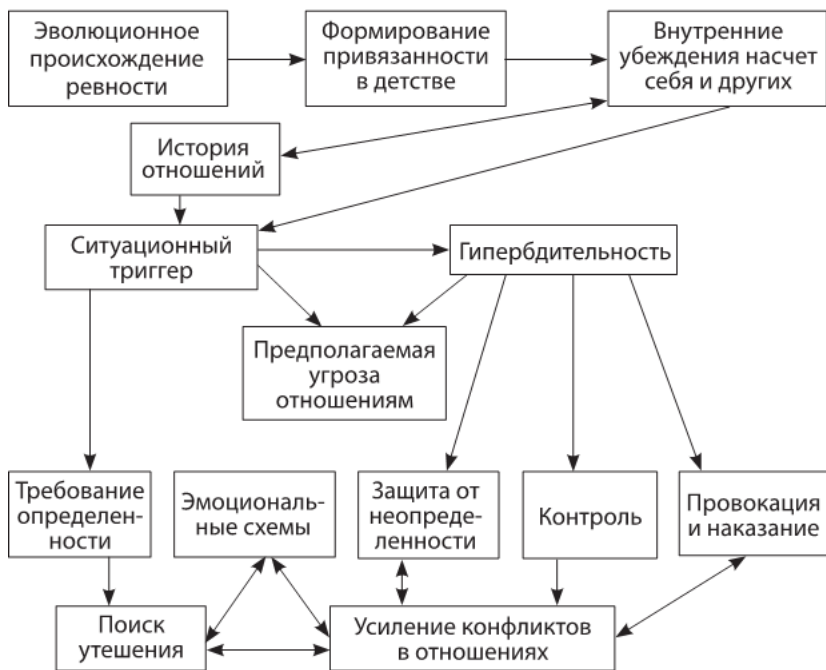 Эволюционное
происхождение
ревности
Формирование
привязанности
в детстве
Внутренние
убеждения насчет
себя и других
История
отношений
Ситуационный
триггер
Гипербдительность
Предполагаемая
угроза
отношениям
Требование
определен-
ности
Эмоциональ-
ные схемы
Защита от
неопреде-
ленности
Контроль
Провокация
и наказание
Поиск
утешения
Усиление конфликтов
в отношениях